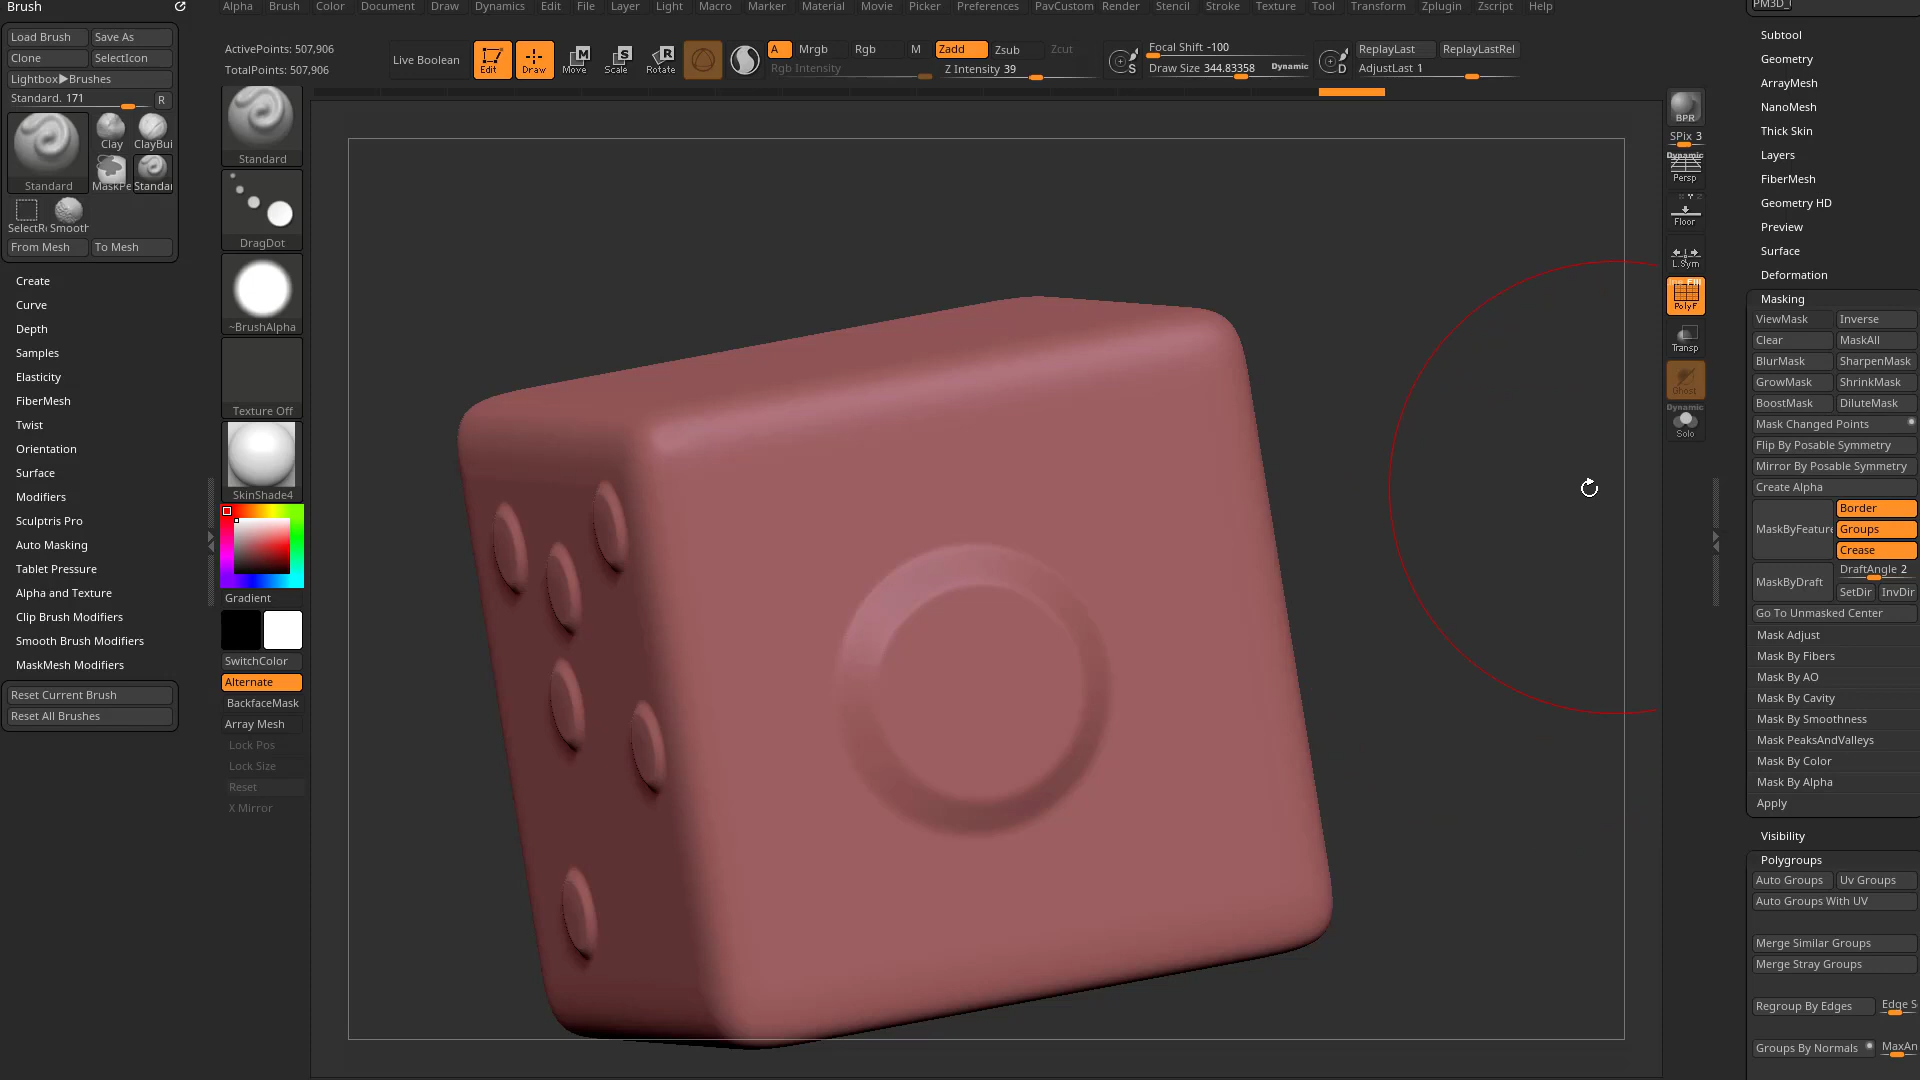 Brush
Alpha Brush Color Document Draw Dynamics Edit File Layer Light Macro Marker Material Movie Picker Preferences PavCustom Render Stencil Stroke Texture Tool Transform Zplugin Zscript Help
Load Brush Save As
Clone SelectIcon
Lightbox▶Brushes
Standard. 171 R
Standard
Clay ClayBui
MaskPe Standar
SelectRe Smooth
From Mesh To Mesh
Create
Curve
Depth
Samples
Elasticity
FiberMesh
Twist
Orientation
Surface
Modifiers
Sculptris Pro
Auto Masking
Tablet Pressure
Alpha and Texture
Clip Brush Modifiers
Smooth Brush Modifiers
MaskMesh Modifiers
Reset Current Brush
Reset All Brushes
ActivePoints: 507,906
TotalPoints: 507,906
Live Boolean
Edit Draw Move Scale Rotate
A Mrgb Rgb M Zadd Zsub Zcut
Rgb Intensity Z Intensity 39
Focal Shift -100
Draw Size 344.83358 Dynamic
S D
ReplayLast ReplayLastRel
AdjustLast 1
Standard
DragDot
~BrushAlpha
Texture Off
SkinShade4
Gradient
SwitchColor
Alternate
BackfaceMask
Array Mesh
Lock Pos
Lock Size
Reset
X Mirror
BPR
SPix 3
Dynamic
Persp
Floor
L.Sym
PolyF
Transp
Ghost
Dynamic
Solo
Subtool
Geometry
ArrayMesh
NanoMesh
Thick Skin
Layers
FiberMesh
Geometry HD
Preview
Surface
Deformation
Masking
ViewMask Inverse
Clear MaskAll
BlurMask SharpenMask
GrowMask ShrinkMask
BoostMask DiluteMask
Mask Changed Points
Flip By Posable Symmetry
Mirror By Posable Symmetry
Create Alpha
MaskByFeature Border
Groups
Crease
MaskByDraft DraftAngle 2
SetDir InvDir
Go To Unmasked Center
Mask Adjust
Mask By Fibers
Mask By AO
Mask By Cavity
Mask By Smoothness
Mask PeaksAndValleys
Mask By Color
Mask By Alpha
Apply
Visibility
Polygroups
Auto Groups Uv Groups
Auto Groups With UV
Merge Similar Groups
Merge Stray Groups
Regroup By Edges Edge S
Groups By Normals MaxAn